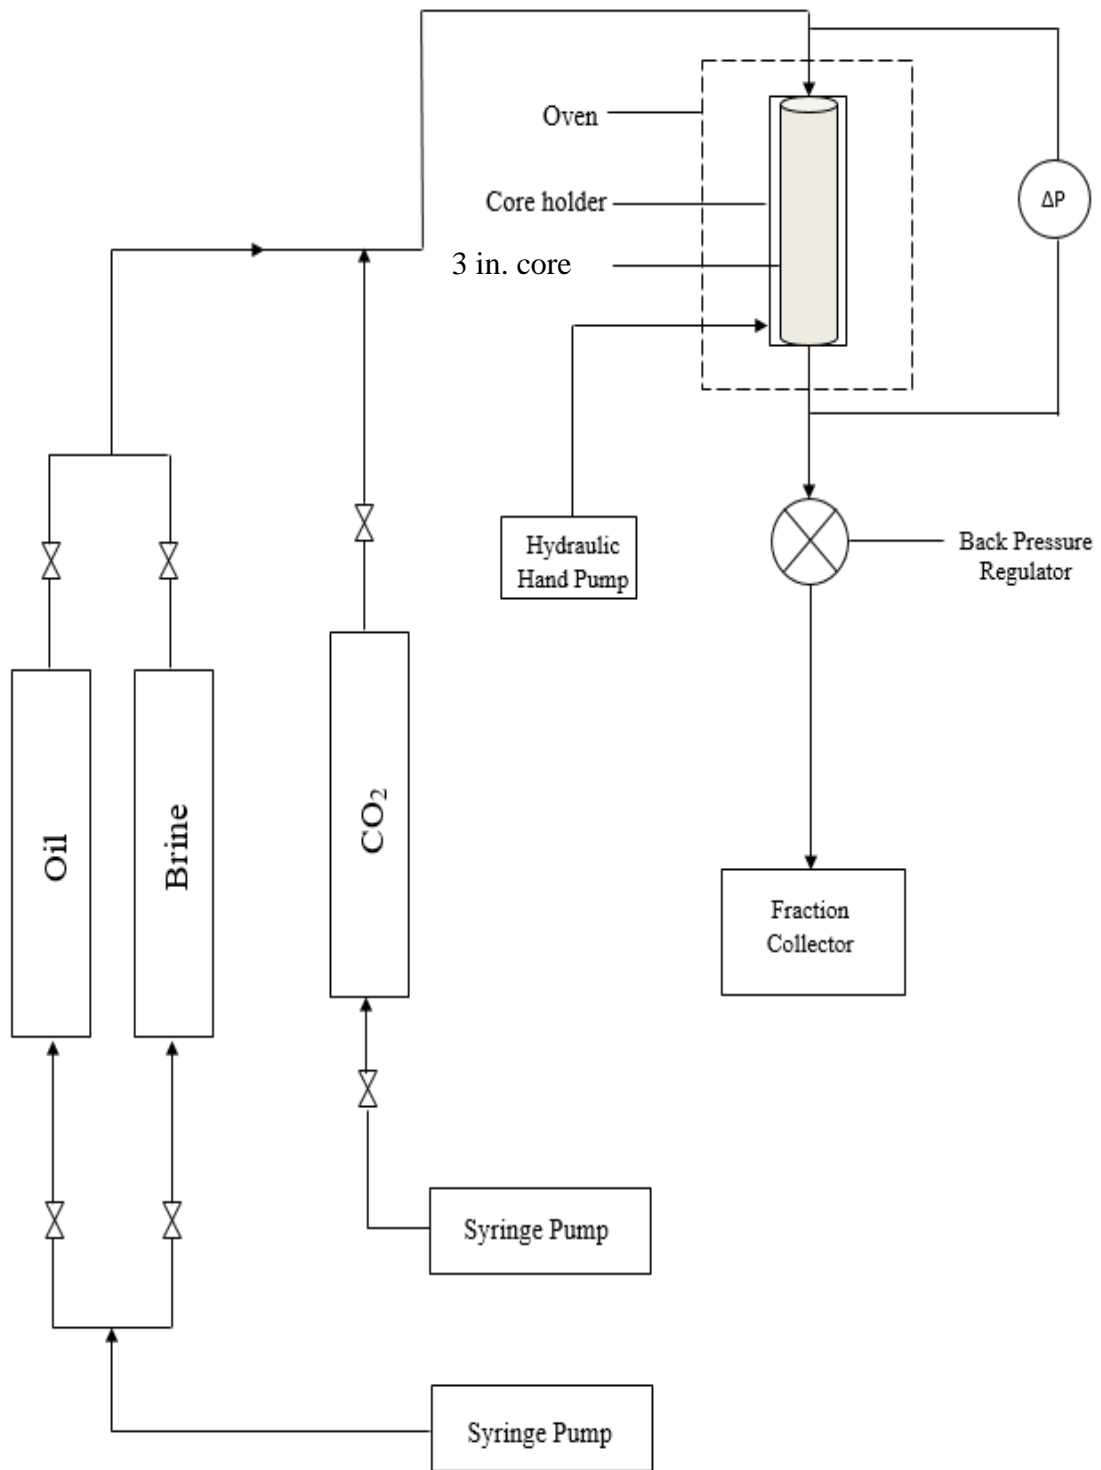 Oven
Core holder
3 in. core
ΔP
Hydraulic
Hand Pump
Back Pressure
Regulator
Oil
Brine
CO₂
Fraction
Collector
Syringe Pump
Syringe Pump